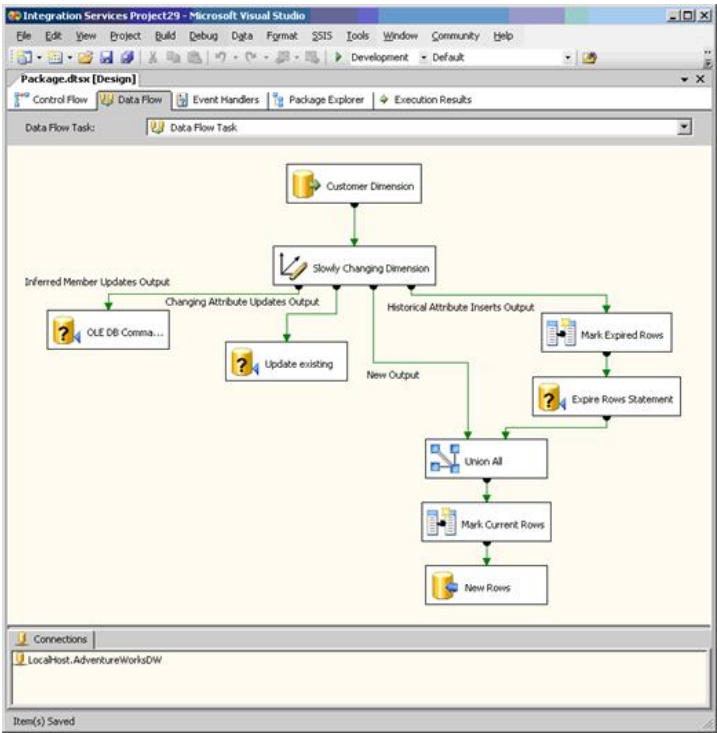 Integration Services Project29 - Microsoft Visual Studio
File Edit View Project Build Debug Data Format SSIS Tools Window Community Help
Development Default
Package.dtsx [Design]
Control Flow Data Flow Event Handlers Package Explorer Execution Results
Data Flow Task: Data Flow Task
Customer Dimension
Slowly Changing Dimension
Inferred Member Updates Output
Changing Attribute Updates Output
Historical Attribute Inserts Output
OLE DB Comma...
Mark Expired Rows
Update existing
New Output
Expire Rows Statement
Union All
Mark Current Rows
New Rows
Connections
LocalHost.AdventureWorksDW
Item(s) Saved